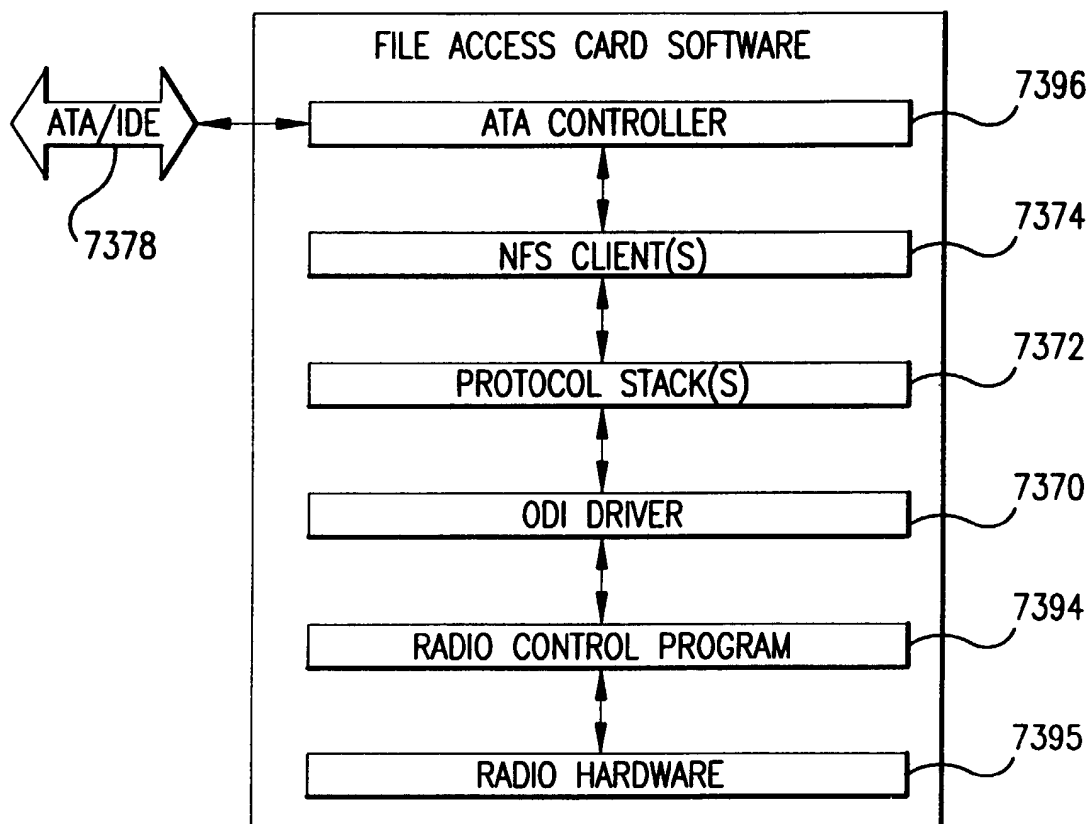 FILE ACCESS CARD SOFTWARE
ATA/IDE
7378
ATA CONTROLLER
7396
NFS CLIENT(S)
7374
PROTOCOL STACK(S)
7372
ODI DRIVER
7370
RADIO CONTROL PROGRAM
7394
RADIO HARDWARE
7395